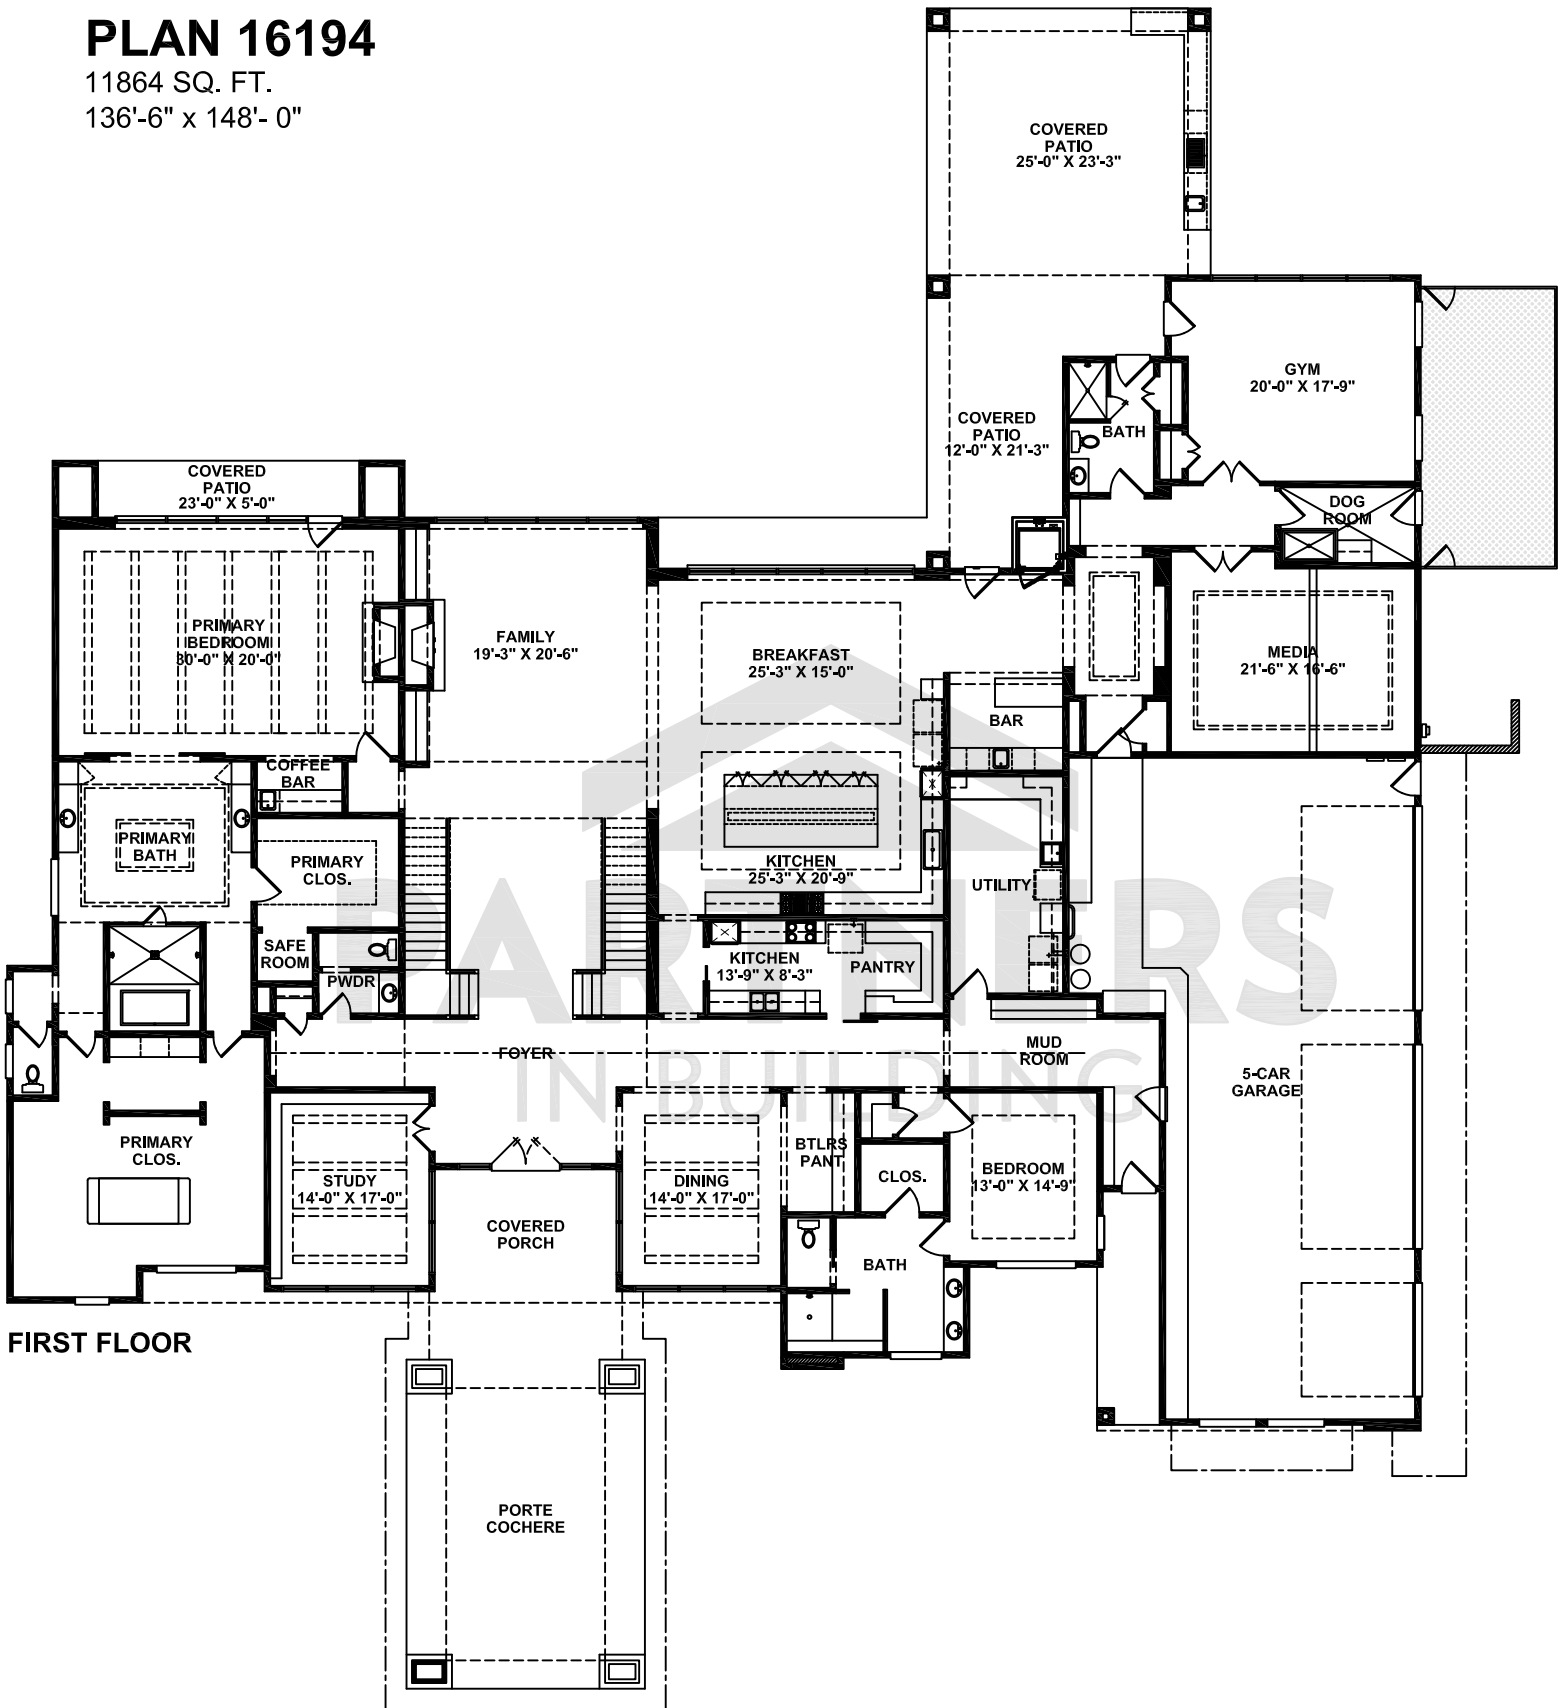 PLAN 16194
11864 SQ. FT.
136'-6" x 148'- 0"
COVERED
PATIO
25'-0" X 23'-3"
GYM
20'-0" X 17'-9"
COVERED
PATIO
12'-0" X 21'-3"
BATH
COVERED
PATIO
23'-0" X 5'-0"
DOG
ROOM
PRIMARY
BEDROOM
30'-0" X 20'-0"
FAMILY
19'-3" X 20'-6"
BREAKFAST
25'-3" X 15'-0"
MEDIA
21'-6" X 16'-6"
BAR
COFFEE
BAR
PRIMARY
BATH
PRIMARY
CLOS.
KITCHEN
25'-3" X 20'-9"
UTILITY
SAFE
ROOM
PWDR
KITCHEN
13'-9" X 8'-3"
PANTRY
PARTNERS
IN BUILDING
FOYER
MUD
ROOM
5-CAR
GARAGE
PRIMARY
CLOS.
STUDY
14'-0" X 17'-0"
DINING
14'-0" X 17'-0"
BTLRS
PANT
CLOS.
BEDROOM
13'-0" X 14'-9"
COVERED
PORCH
BATH
FIRST FLOOR
PORTE
COCHERE